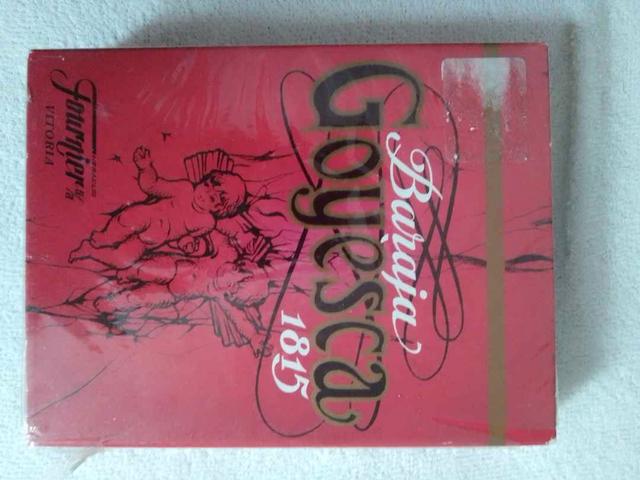 Baraja
Goyesca
1815
Fournier
VITORIA